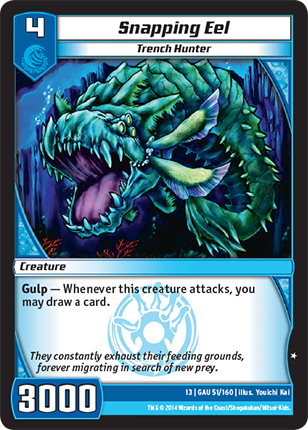 4
Snapping Eel
Trench Hunter
Creature
Gulp — Whenever this creature attacks, you
may draw a card.
They constantly exhaust their feeding grounds,
forever migrating in search of new prey.
3000
13 | GAU 51/160 | illus. Youichi Kai
TM & © 2014 Wizards of the Coast/Shogakukan/Mitsui-Kids.